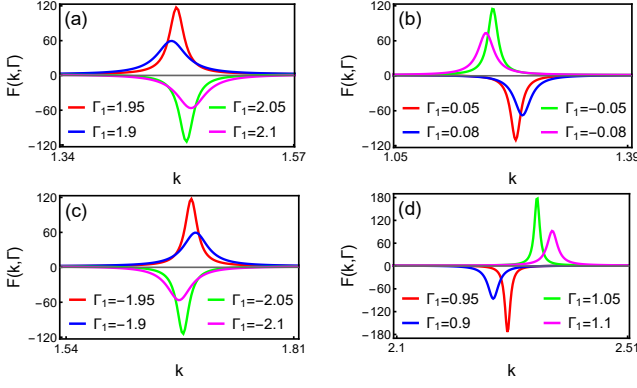 (a)
F(k,Γ)
120
60
0
−60
−120
Γ₁=1.95 Γ₁=2.05
Γ₁=1.9 Γ₁=2.1
1.34 1.57
k
(b)
F(k,Γ)
120
60
0
−60
−120
Γ₁=0.05 Γ₁=−0.05
Γ₁=0.08 Γ₁=−0.08
1.05 1.39
k
(c)
F(k,Γ)
120
60
0
−60
−120
Γ₁=−1.95 Γ₁=−2.05
Γ₁=−1.9 Γ₁=−2.1
1.54 1.81
k
(d)
F(k,Γ)
180
120
60
0
−60
−120
−180
Γ₁=0.95 Γ₁=1.05
Γ₁=0.9 Γ₁=1.1
2.1 2.51
k